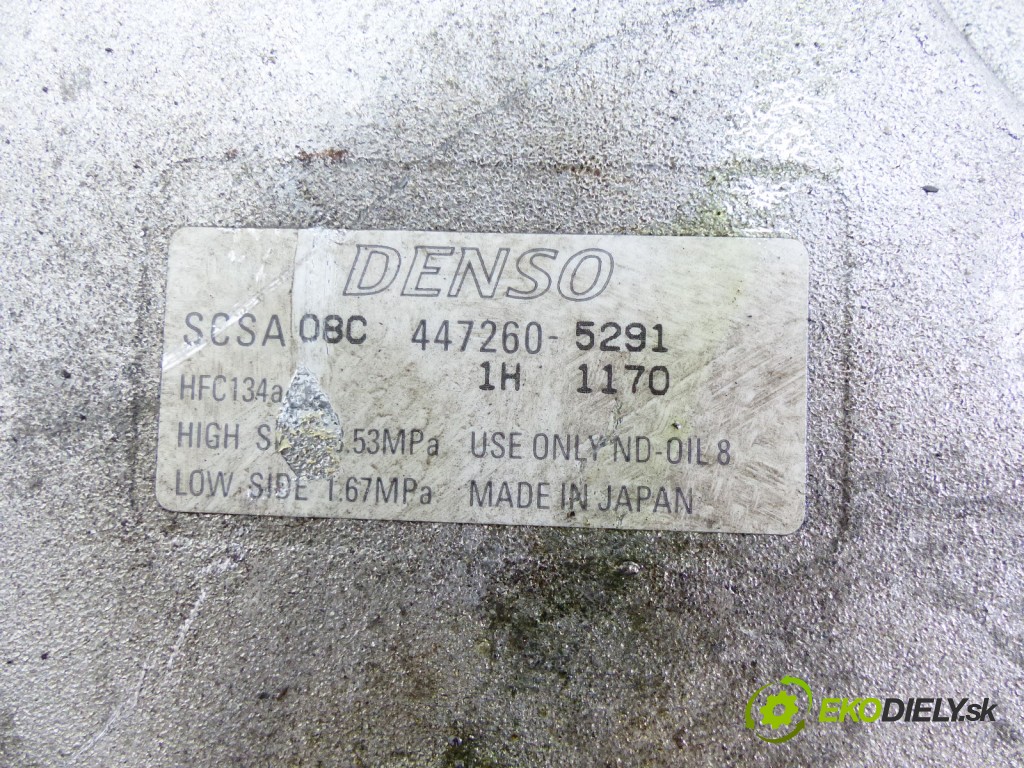 DENSO
SCSA 08C 447260-5291
1H 1170
HFC134a
HIGH .53MPa USE ONLY ND-OIL 8
LOW SIDE 1.67MPa MADE IN JAPAN
EKODIELY.sk